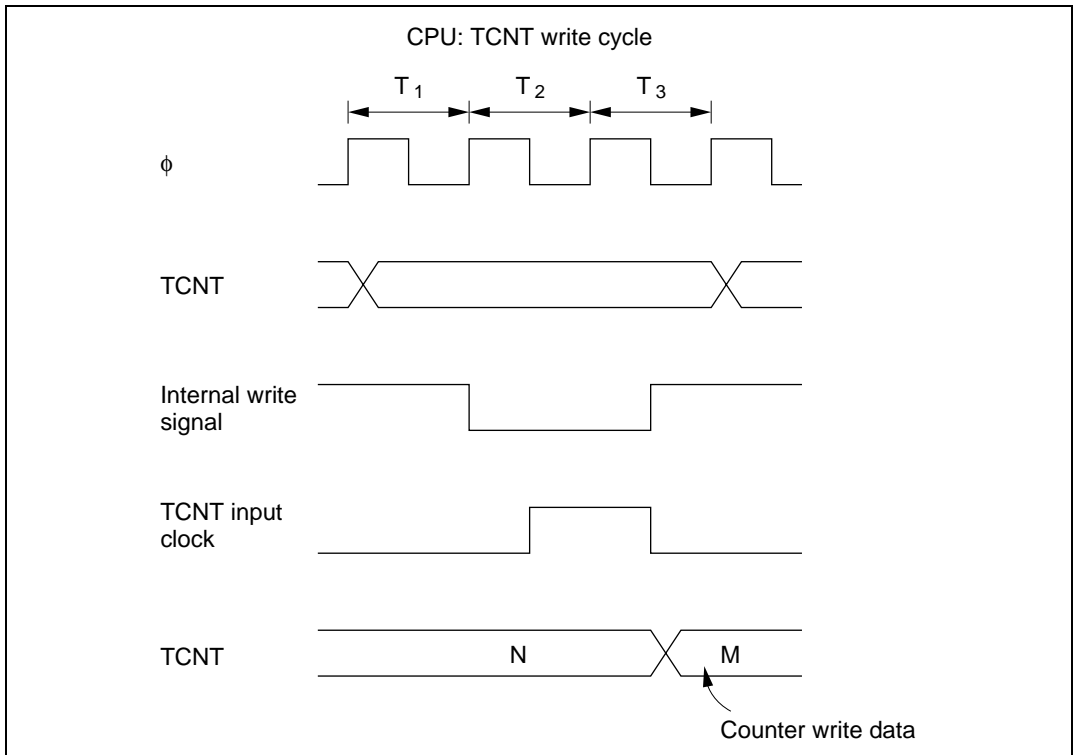 CPU: TCNT write cycle
T1 T2 T3
φ
TCNT
Internal write
signal
TCNT input
clock
TCNT N M
Counter write data